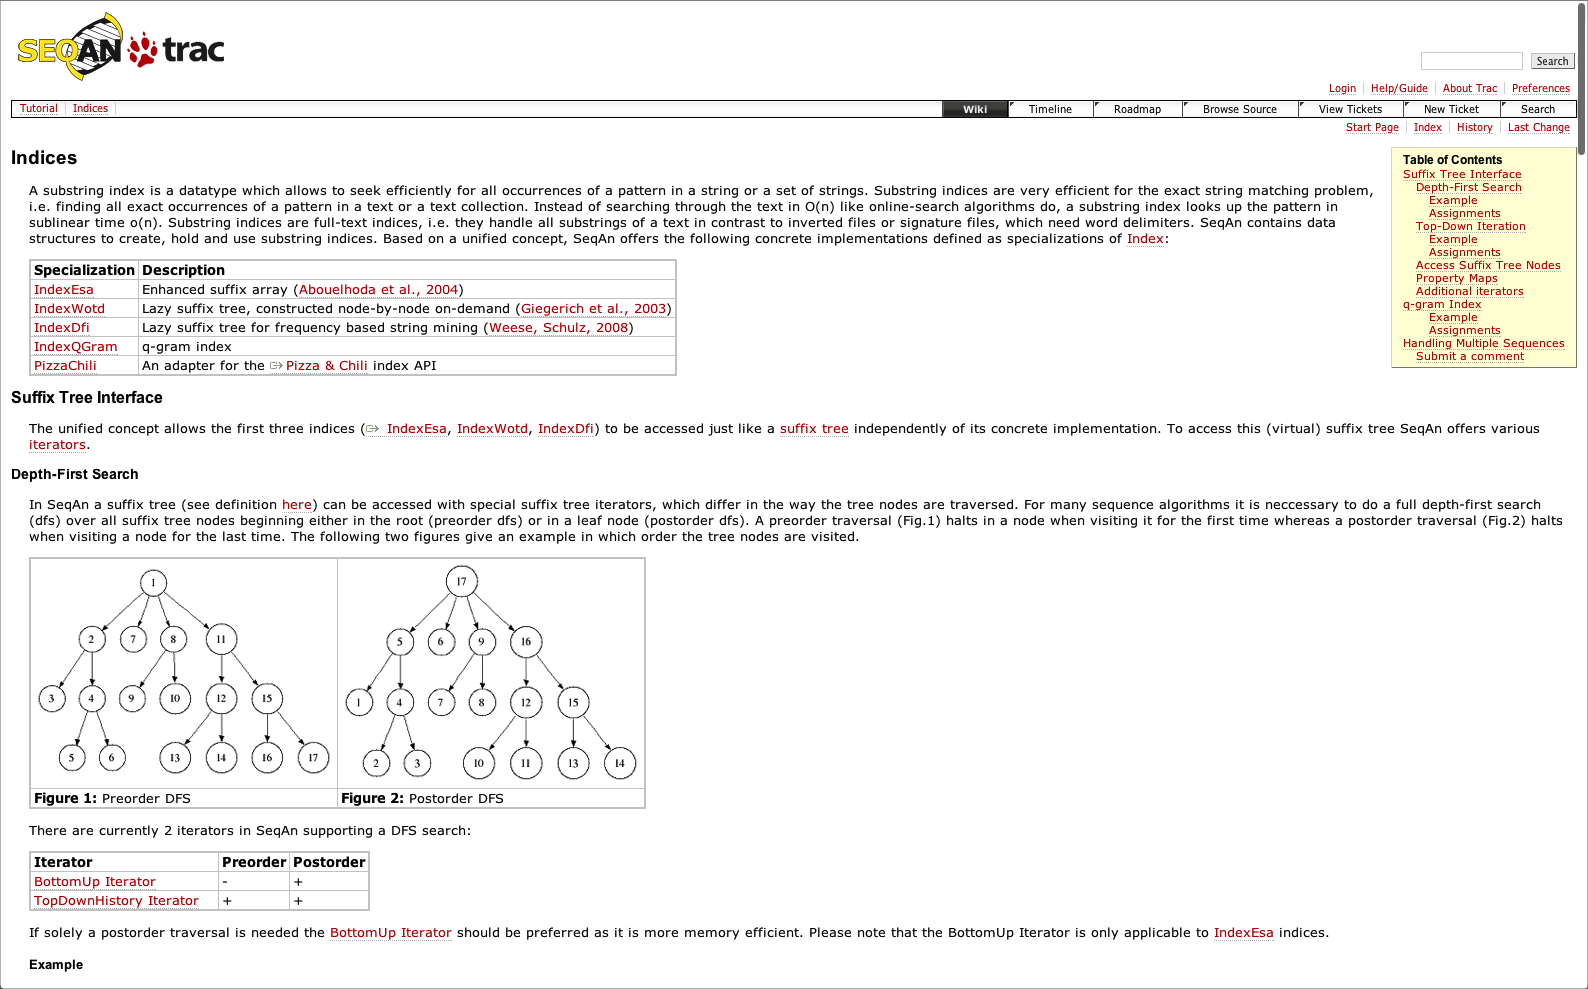 SEQAN trac
Search
Login Help/Guide About Trac Preferences
Tutorial Indices Wiki Timeline Roadmap Browse Source View Tickets New Ticket Search
Start Page Index History Last Change
Indices
A substring index is a datatype which allows to seek efficiently for all occurrences of a pattern in a string or a set of strings. Substring indices are very efficient for the exact string matching problem,
i.e. finding all exact occurrences of a pattern in a text or a text collection. Instead of searching through the text in O(n) like online-search algorithms do, a substring index looks up the pattern in
sublinear time o(n). Substring indices are full-text indices, i.e. they handle all substrings of a text in contrast to inverted files or signature files, which need word delimiters. SeqAn contains data
structures to create, hold and use substring indices. Based on a unified concept, SeqAn offers the following concrete implementations defined as specializations of Index:
Table of Contents
Suffix Tree Interface
Depth-First Search
Example
Assignments
Top-Down Iteration
Example
Assignments
Access Suffix Tree Nodes
Property Maps
Additional iterators
q-gram Index
Example
Assignments
Handling Multiple Sequences
Submit a comment
Specialization Description
IndexEsa Enhanced suffix array (Abouelhoda et al., 2004)
IndexWotd Lazy suffix tree, constructed node-by-node on-demand (Giegerich et al., 2003)
IndexDfi Lazy suffix tree for frequency based string mining (Weese, Schulz, 2008)
IndexQGram q-gram index
PizzaChili An adapter for the Pizza & Chili index API
Suffix Tree Interface
The unified concept allows the first three indices ( IndexEsa, IndexWotd, IndexDfi) to be accessed just like a suffix tree independently of its concrete implementation. To access this (virtual) suffix tree SeqAn offers various
iterators.
Depth-First Search
In SeqAn a suffix tree (see definition here) can be accessed with special suffix tree iterators, which differ in the way the tree nodes are traversed. For many sequence algorithms it is neccessary to do a full depth-first search
(dfs) over all suffix tree nodes beginning either in the root (preorder dfs) or in a leaf node (postorder dfs). A preorder traversal (Fig.1) halts in a node when visiting it for the first time whereas a postorder traversal (Fig.2) halts
when visiting a node for the last time. The following two figures give an example in which order the tree nodes are visited.
1
2 7 8 11
3 4 9 10 12 15
5 6 13 14 16 17
Figure 1: Preorder DFS
17
5 6 9 16
1 4 7 8 12 15
2 3 10 11 13 14
Figure 2: Postorder DFS
There are currently 2 iterators in SeqAn supporting a DFS search:
Iterator Preorder Postorder
BottomUp Iterator - +
TopDownHistory Iterator + +
If solely a postorder traversal is needed the BottomUp Iterator should be preferred as it is more memory efficient. Please note that the BottomUp Iterator is only applicable to IndexEsa indices.
Example